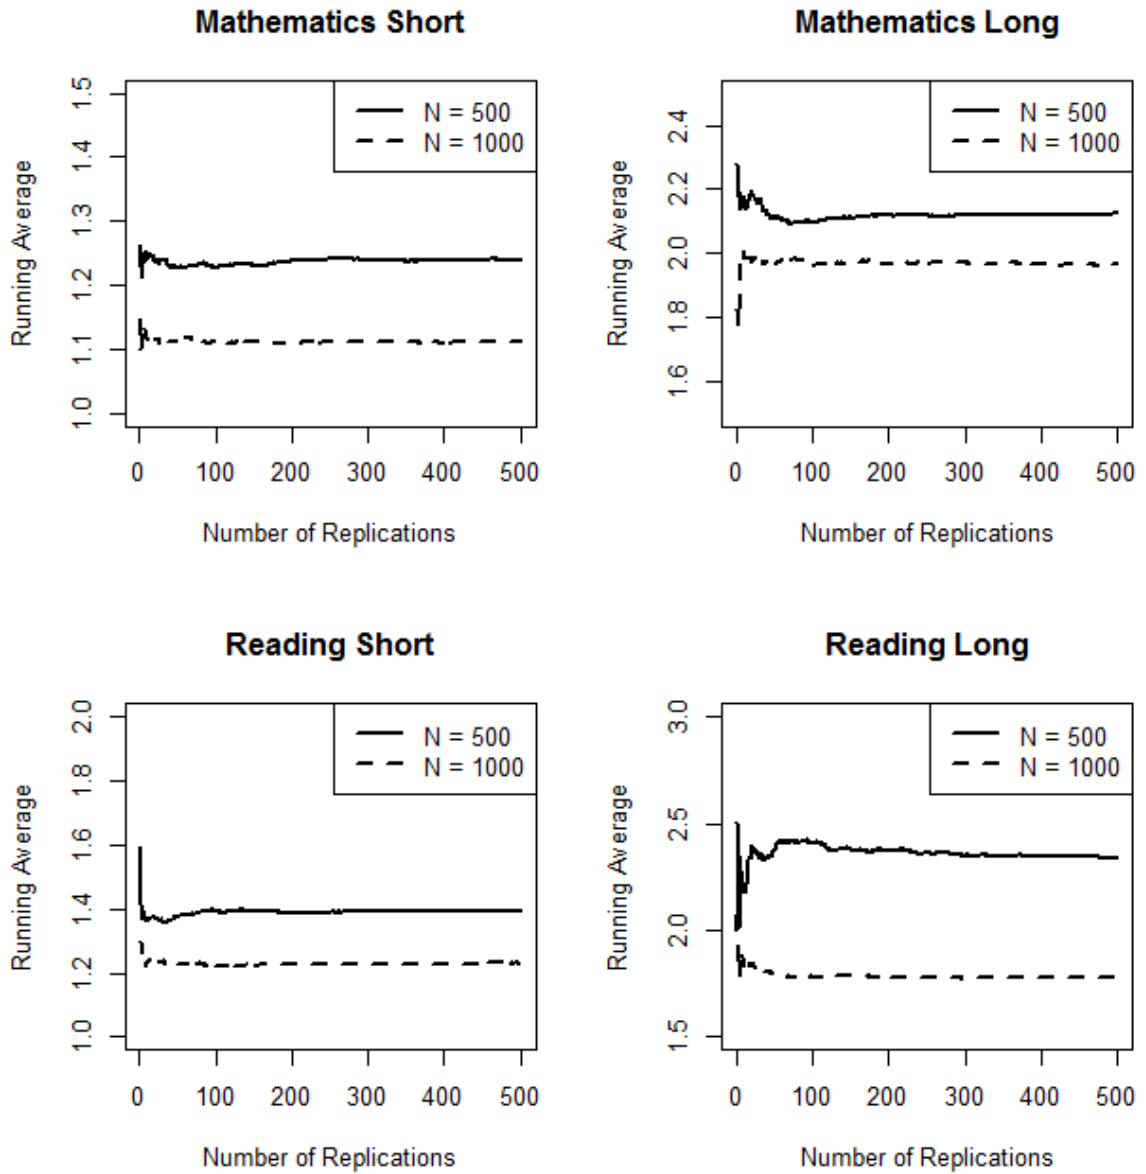 Mathematics Short
Running Average
1.5
1.4
1.3
1.2
1.1
1.0
N = 500
N = 1000
0 100 200 300 400 500
Number of Replications
Mathematics Long
Running Average
2.4
2.2
2.0
1.8
1.6
N = 500
N = 1000
0 100 200 300 400 500
Number of Replications
Reading Short
Running Average
2.0
1.8
1.6
1.4
1.2
1.0
N = 500
N = 1000
0 100 200 300 400 500
Number of Replications
Reading Long
Running Average
3.0
2.5
2.0
1.5
N = 500
N = 1000
0 100 200 300 400 500
Number of Replications